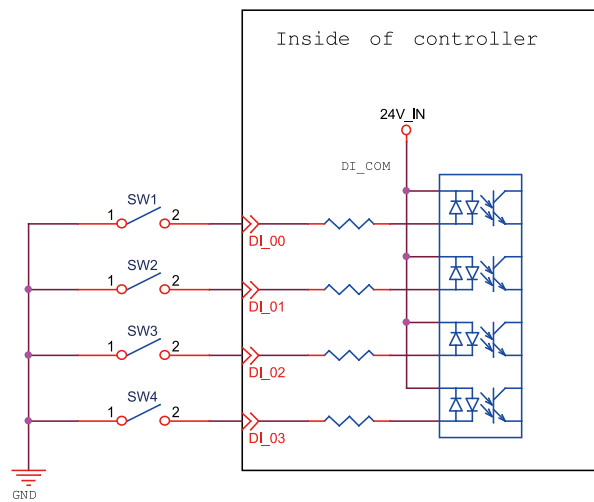 Inside of controller
24V_IN
DI_COM
SW1
1 2
DI_00
SW2
1 2
DI_01
SW3
1 2
DI_02
SW4
1 2
DI_03
GND